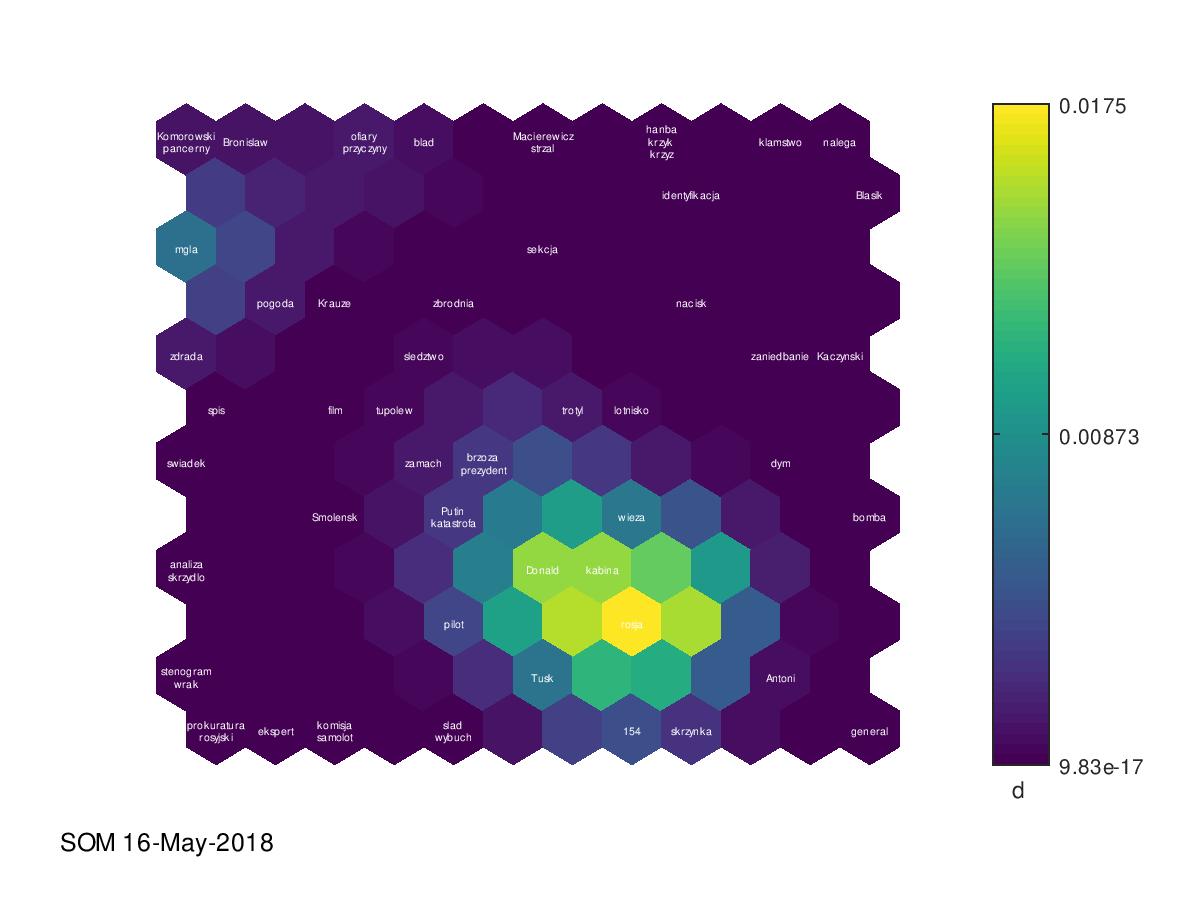 Komorowski
pancerny
Bronislaw
ofiary
przyczyny
blad
Macierewicz
strzal
hanba
krzyk
krzyz
klamstwo
nalega
identyfikacja
Blasik
mgla
sekcja
pogoda
Krauze
zbrodnia
nacisk
zdrada
sledztwo
zaniedbanie
Kaczynski
spis
film
tupolew
trotyl
lotnisko
swiadek
zamach
brzoza
prezydent
dym
Smolensk
Putin
katastrofa
wieza
bomba
analiza
skrzydlo
Donald
kabina
pilot
rosja
stenogram
wrak
Tusk
Antoni
prokuratura
rosyjski
ekspert
komisja
samolot
slad
wybuch
154
skrzynka
general
0.0175
0.00873
9.83e-17
d
SOM 16-May-2018